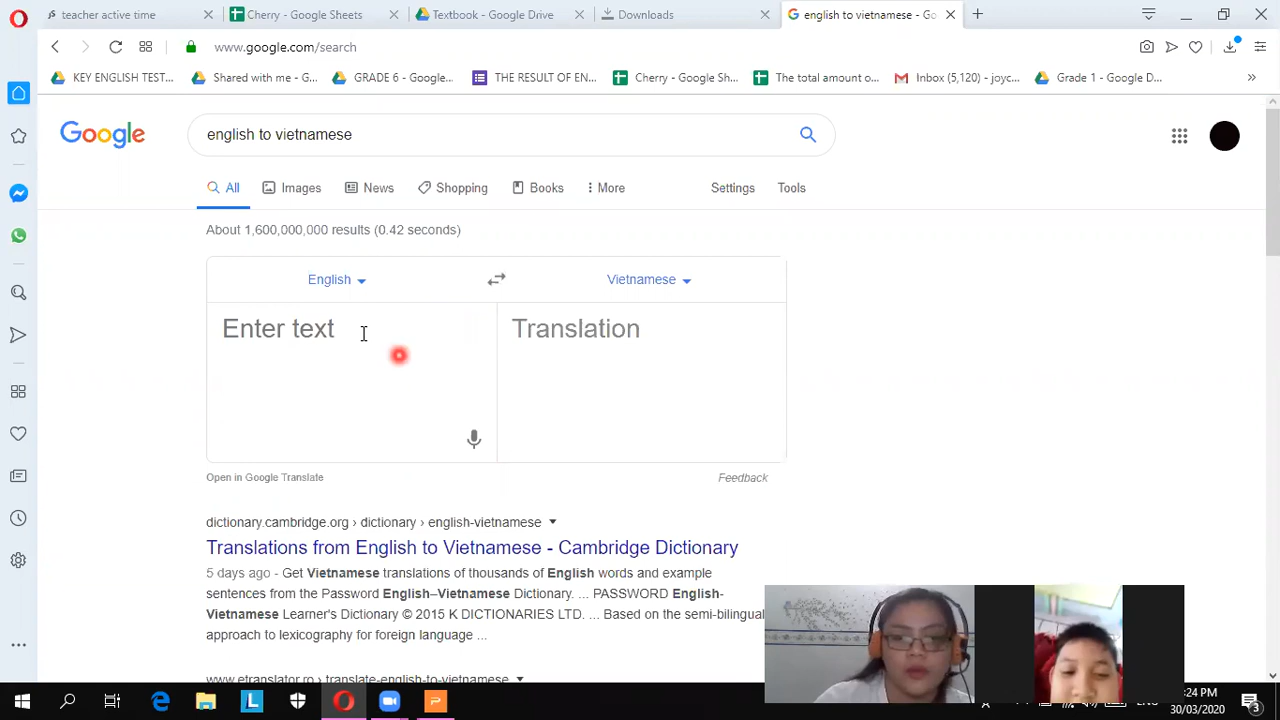 teacher active time
Cherry - Google Sheets
Textbook - Google Drive
Downloads
english to vietnamese - Go
www.google.com/search
KEY ENGLISH TEST...
Shared with me - G...
GRADE 6 - Google...
THE RESULT OF EN...
Cherry - Google Sh...
The total amount o...
Inbox (5,120) - joyc...
Grade 1 - Google D...
Google
english to vietnamese
All
Images
News
Shopping
Books
More
Settings
Tools
About 1,600,000,000 results (0.42 seconds)
English
Vietnamese
Enter text
Translation
Open in Google Translate
Feedback
dictionary.cambridge.org › dictionary › english-vietnamese
Translations from English to Vietnamese - Cambridge Dictionary
5 days ago - Get Vietnamese translations of thousands of English words and example
sentences from the Password English–Vietnamese Dictionary. ... PASSWORD English-
Vietnamese Learner's Dictionary © 2015 K DICTIONARIES LTD. ... Based on the semi-bilingual
approach to lexicography for foreign language ...
www.etranslator.ro › translate-english-to-vietnamese
:24 PM
30/03/2020
3